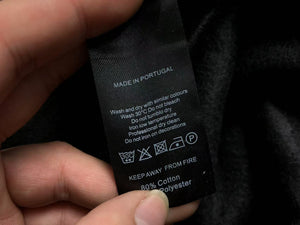 MADE IN PORTUGAL
Wash and dry with similar colours
Wash 30°C Do not bleach
Do not tumble dry
Iron low temperature
Professional dry clean
Do not iron on decorations
KEEP AWAY FROM FIRE
80% Cotton
Polyester